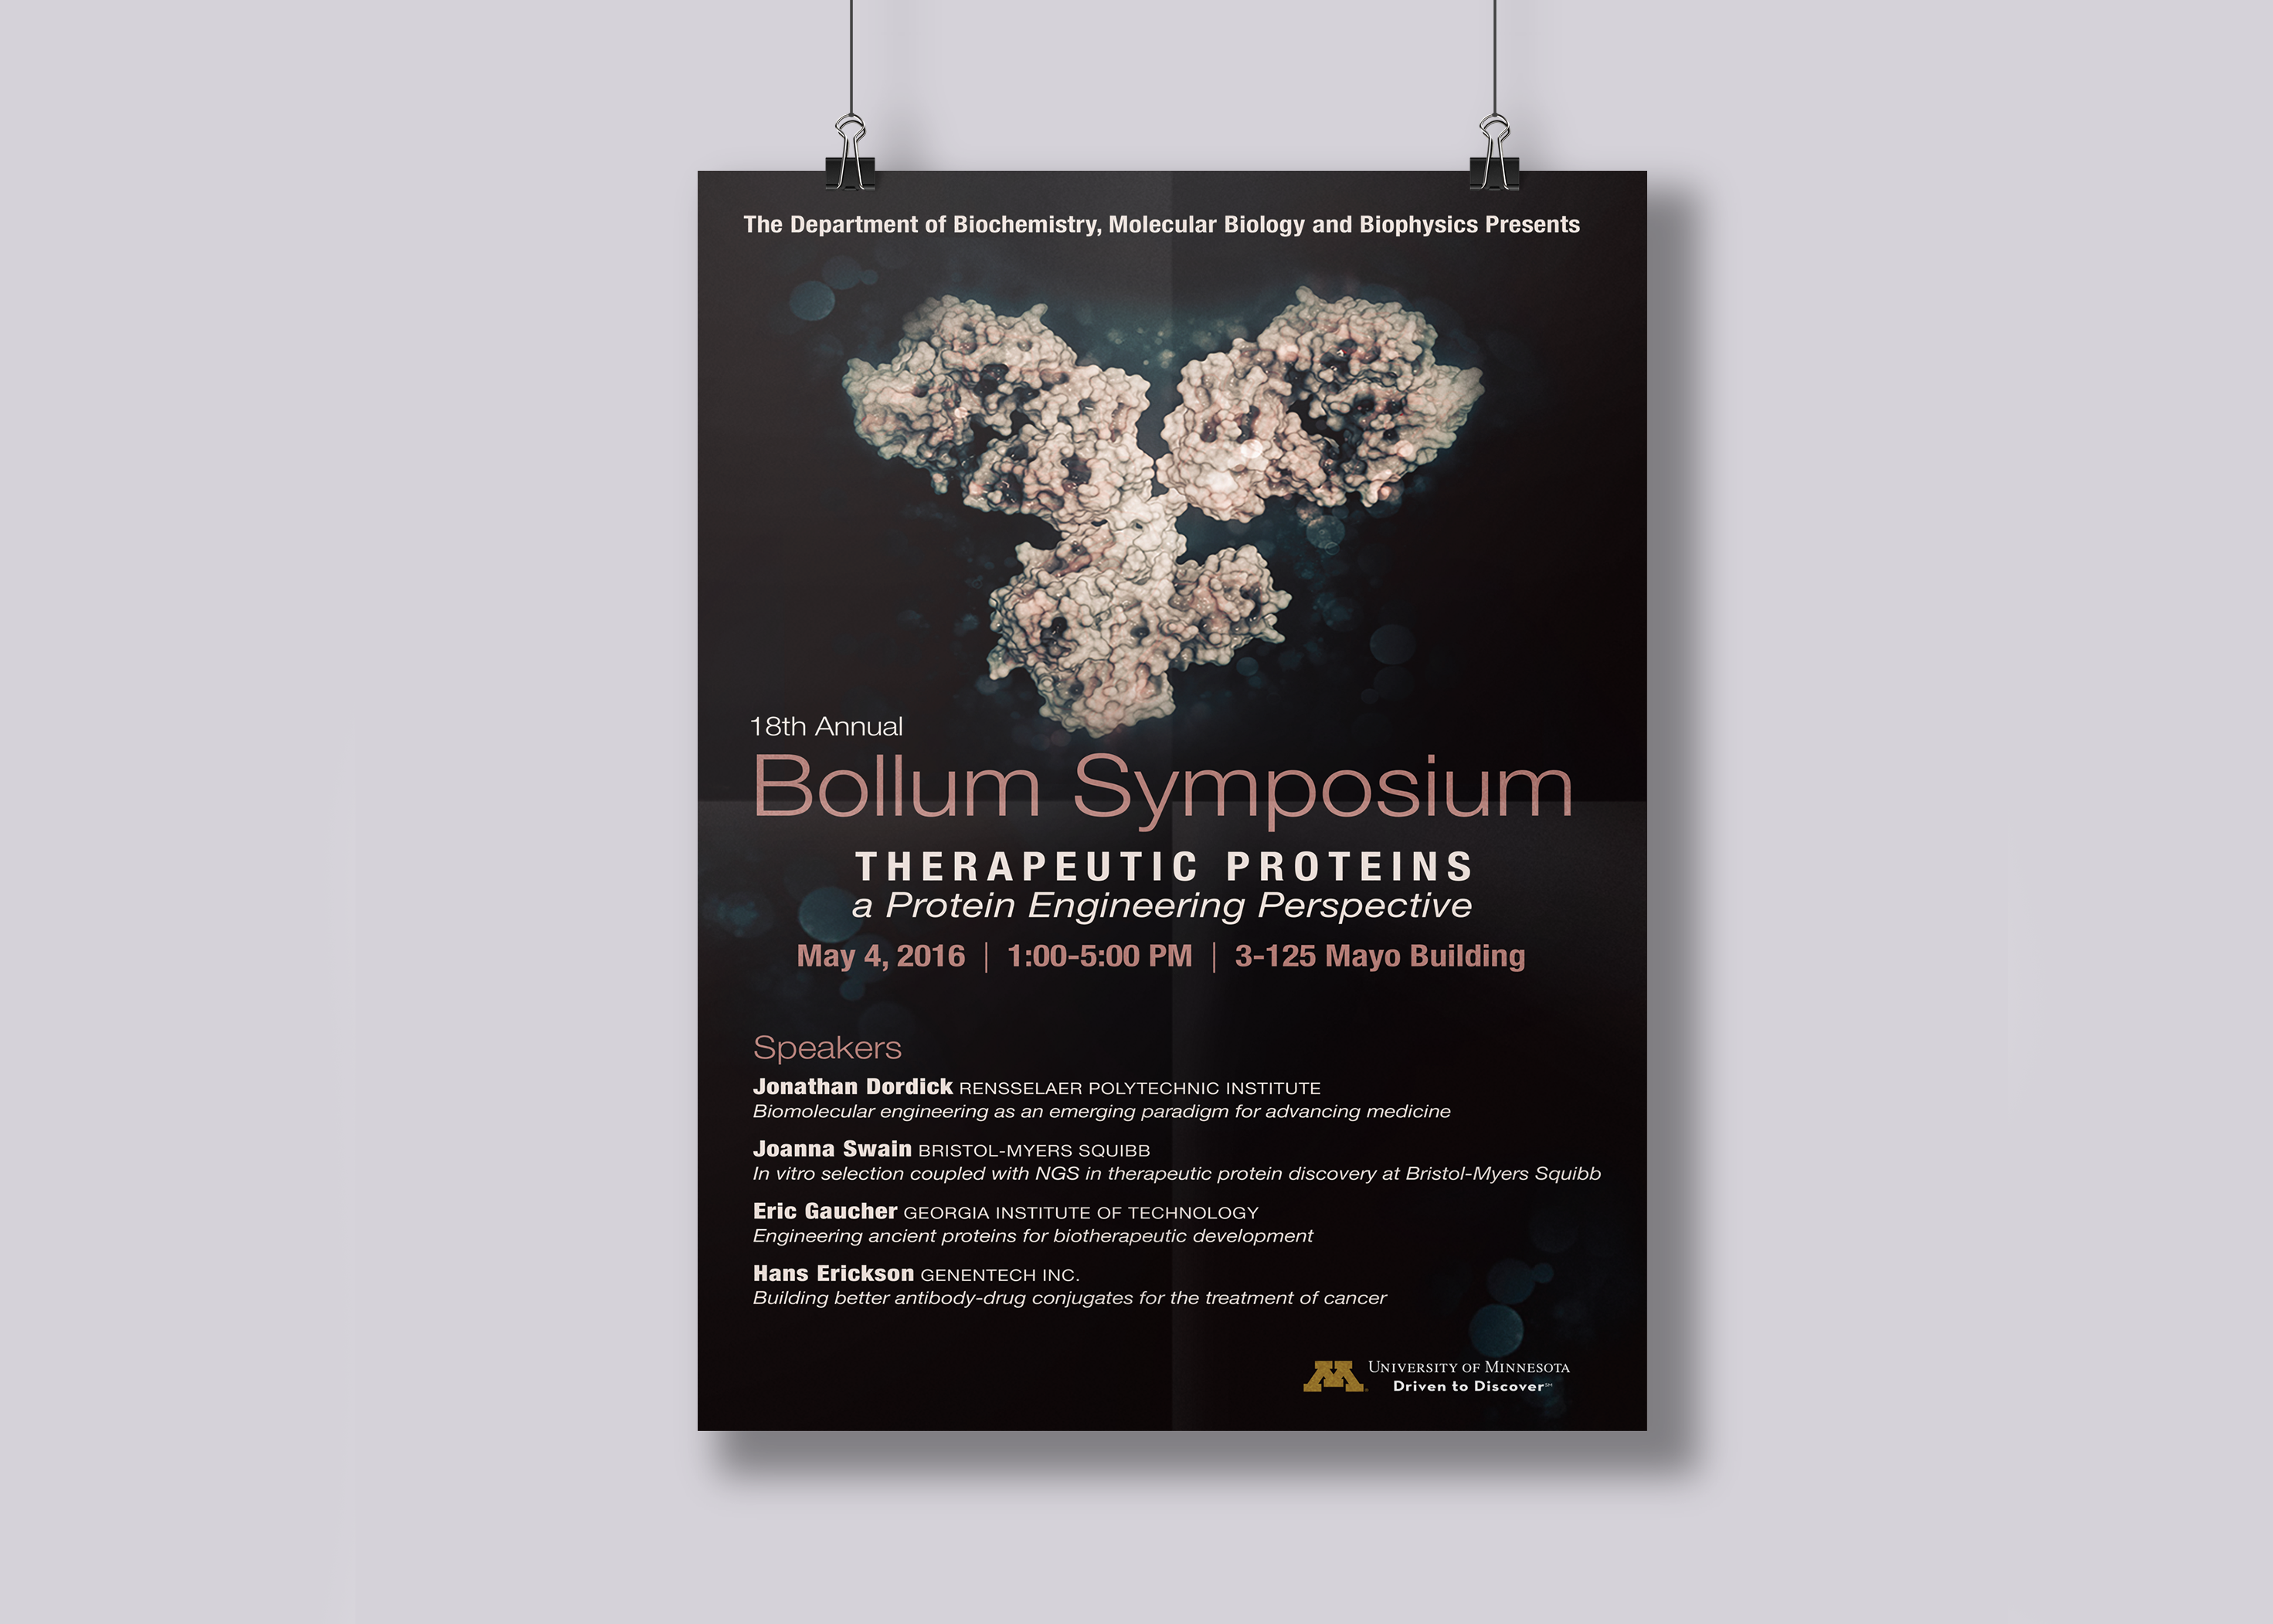 The Department of Biochemistry, Molecular Biology and Biophysics Presents
18th Annual
Bollum Symposium
THERAPEUTIC PROTEINS
a Protein Engineering Perspective
May 4, 2016 | 1:00-5:00 PM | 3-125 Mayo Building
Speakers
Jonathan Dordick RENSSELAER POLYTECHNIC INSTITUTE
Biomolecular engineering as an emerging paradigm for advancing medicine
Joanna Swain BRISTOL-MYERS SQUIBB
In vitro selection coupled with NGS in therapeutic protein discovery at Bristol-Myers Squibb
Eric Gaucher GEORGIA INSTITUTE OF TECHNOLOGY
Engineering ancient proteins for biotherapeutic development
Hans Erickson GENENTECH INC.
Building better antibody-drug conjugates for the treatment of cancer
M UNIVERSITY OF MINNESOTA
Driven to Discover℠